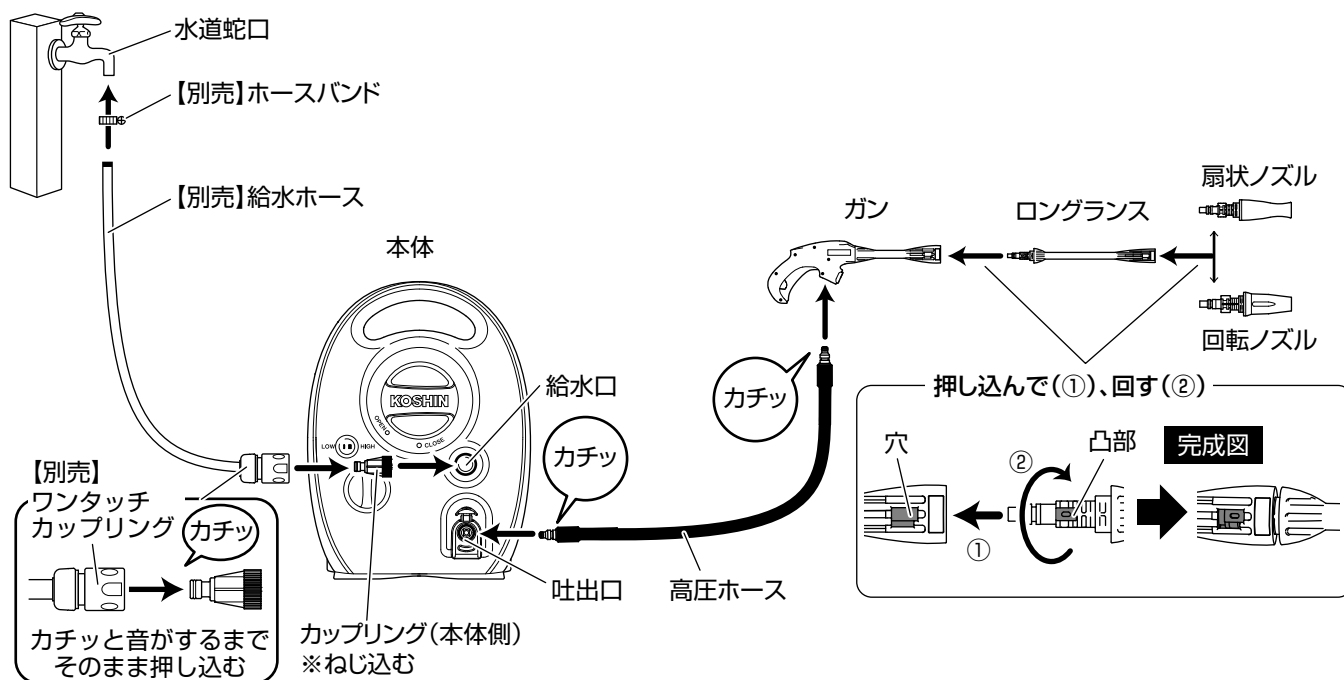 水道蛇口
【別売】ホースバンド
【別売】給水ホース
本体
KOSHIN
OPEN
CLOSE
LOW
HIGH
給水口
カチッ
吐出口
高圧ホース
カップリング(本体側)
※ねじ込む
【別売】
ワンタッチ
カップリング
カチッ
カチッと音がするまで
そのまま押し込む
ガン
カチッ
ロングランス
扇状ノズル
回転ノズル
押し込んで(①)、回す(②)
穴
①
②
凸部
完成図